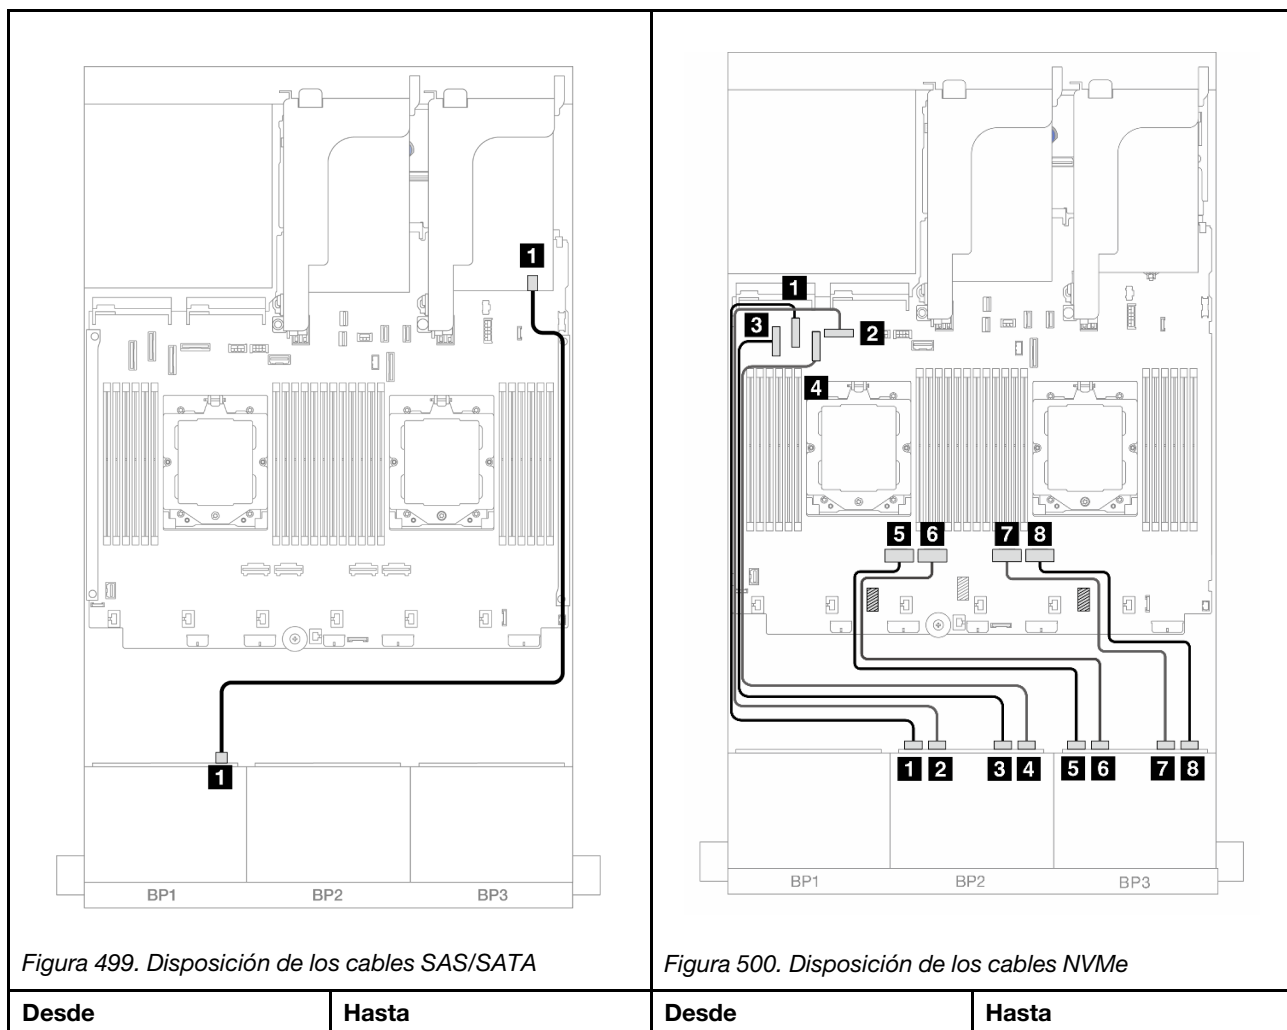 1
1
BP1 BP2 BP3
Figura 499. Disposición de los cables SAS/SATA
1
3 2
4
5 6 7 8
1 2 3 4 5 6 7 8
BP1 BP2 BP3
Figura 500. Disposición de los cables NVMe
Desde Hasta Desde Hasta